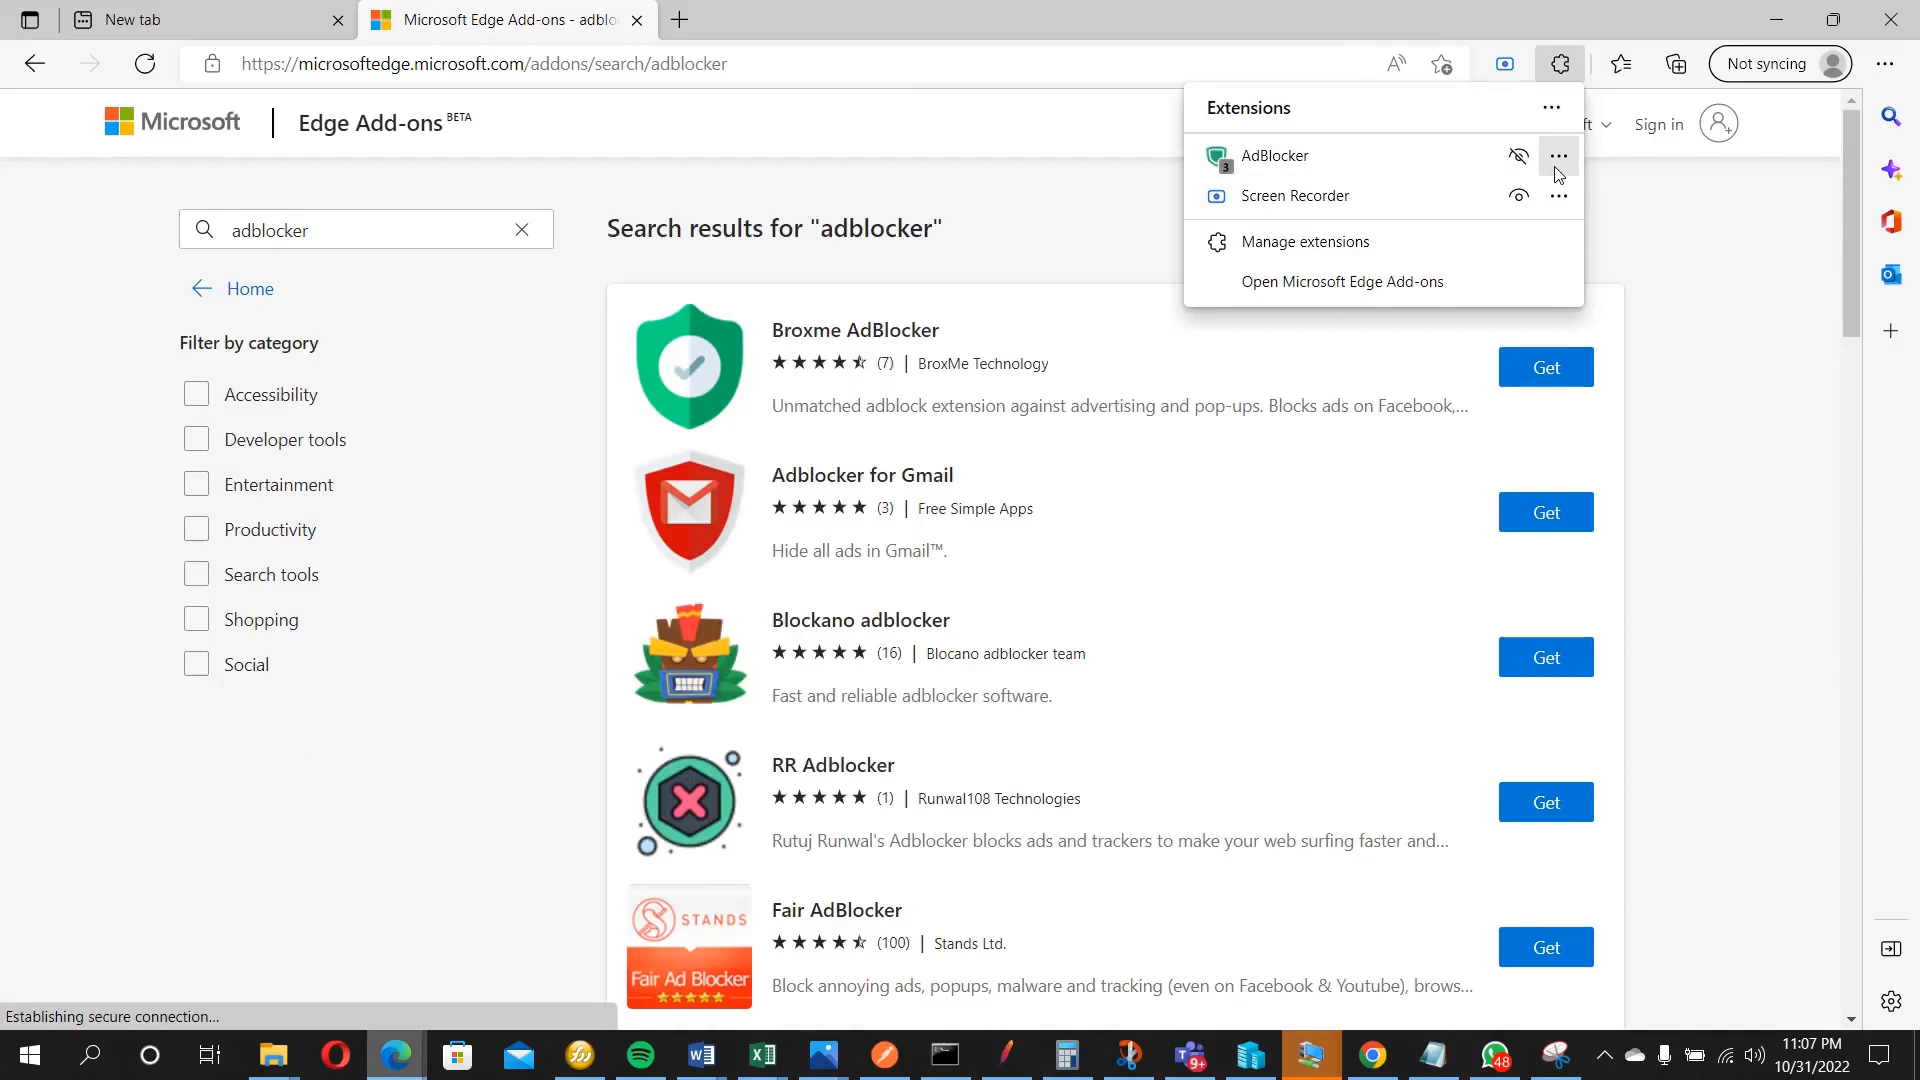 New tab
Microsoft Edge Add-ons - adblo
https://microsoftedge.microsoft.com/addons/search/adblocker
Not syncing
Microsoft
Edge Add-ons BETA
Extensions
ft
Sign in
3
AdBlocker
Screen Recorder
Manage extensions
Open Microsoft Edge Add-ons
adblocker
Home
Filter by category
Accessibility
Developer tools
Entertainment
Productivity
Search tools
Shopping
Social
Search results for "adblocker"
Broxme AdBlocker
(7) | BroxMe Technology
Unmatched adblock extension against advertising and pop-ups. Blocks ads on Facebook,...
Get
Adblocker for Gmail
(3) | Free Simple Apps
Hide all ads in Gmail™.
Get
Blockano adblocker
(16) | Blocano adblocker team
Fast and reliable adblocker software.
Get
RR Adblocker
(1) | Runwal108 Technologies
Rutuj Runwal's Adblocker blocks ads and trackers to make your web surfing faster and...
Get
STANDS
Fair Ad Blocker
Fair AdBlocker
(100) | Stands Ltd.
Block annoying ads, popups, malware and tracking (even on Facebook & Youtube), brows...
Get
Establishing secure connection...
9+
48
11:07 PM
10/31/2022